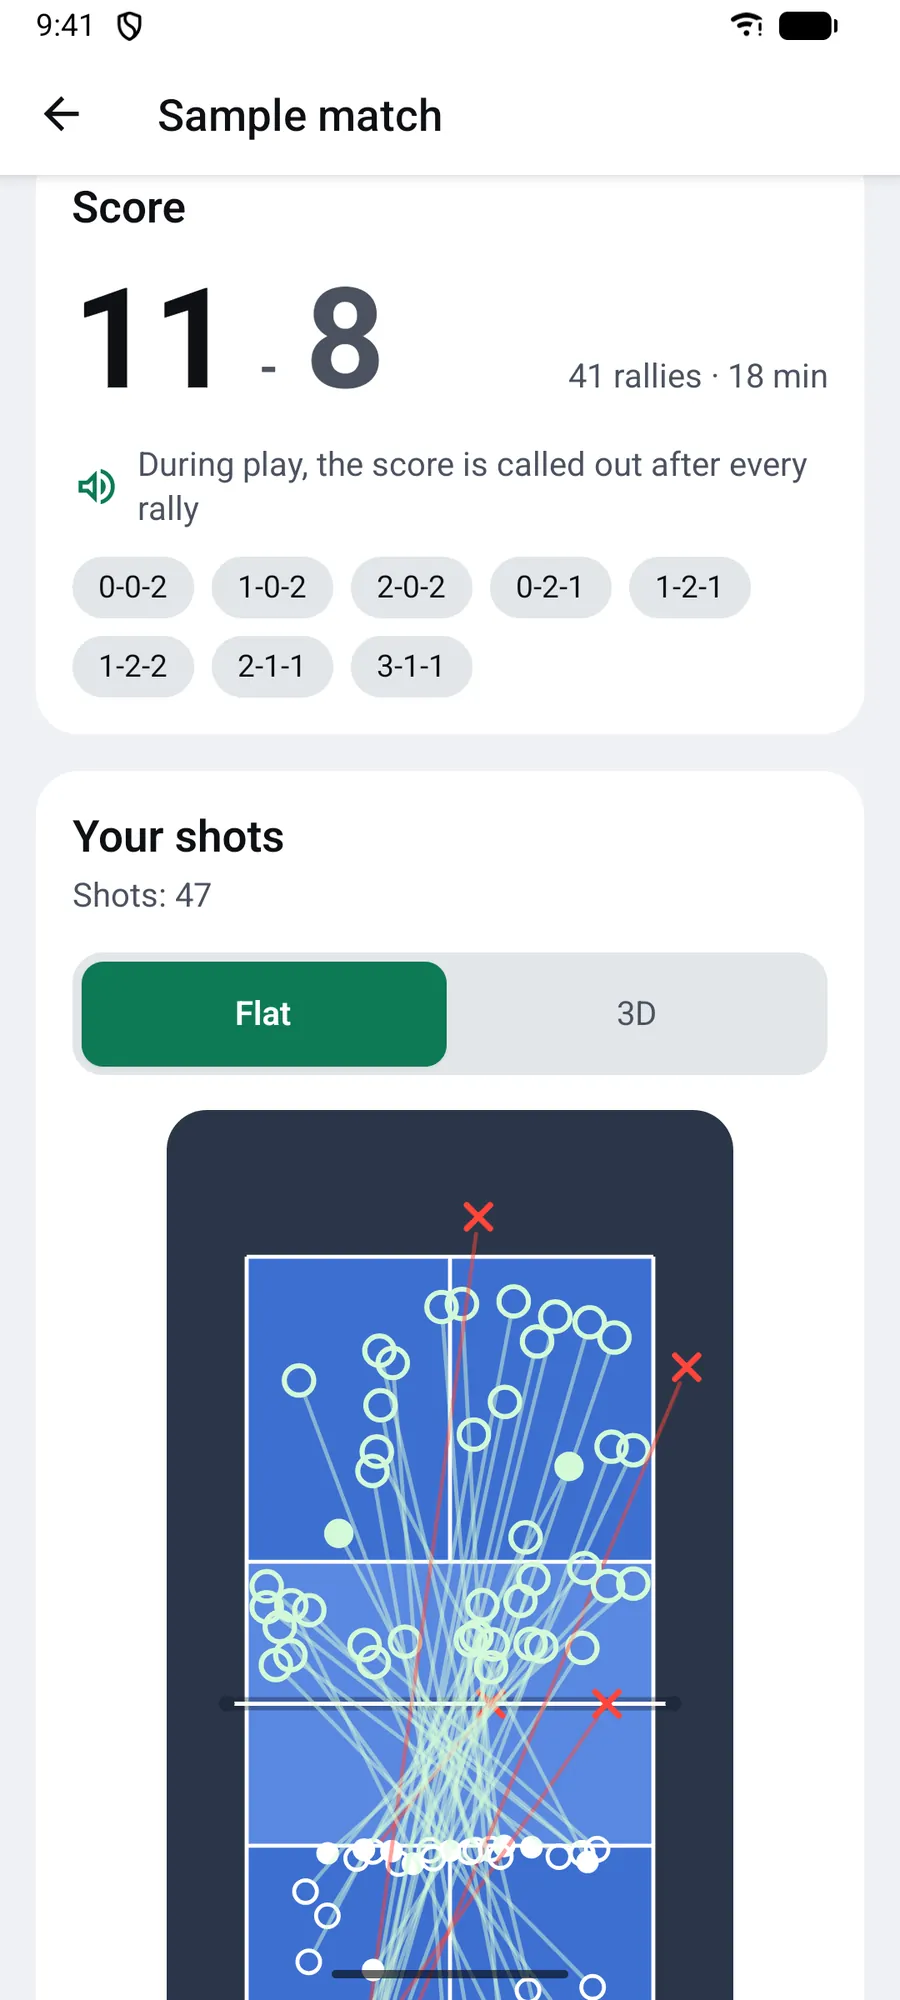 9:41
Sample match
Score
11 - 8
41 rallies · 18 min
During play, the score is called out after every
rally
0-0-2 1-0-2 2-0-2 0-2-1 1-2-1
1-2-2 2-1-1 3-1-1
Your shots
Shots: 47
Flat 3D